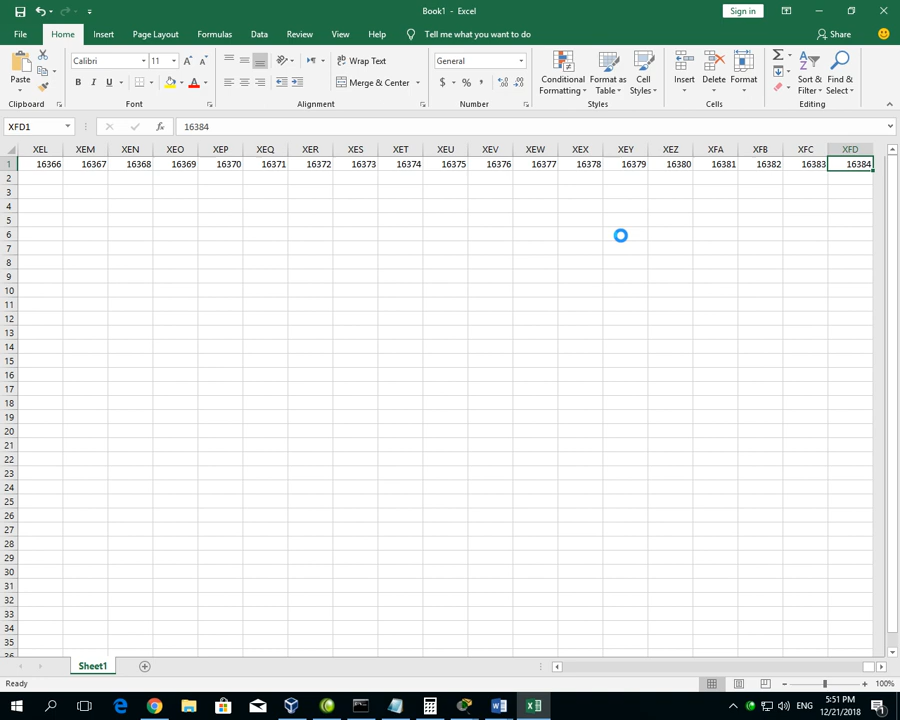 Book1 - Excel
Sign in
File Home Insert Page Layout Formulas Data Review View Help Tell me what you want to do Share
Paste
Calibri 11
Wrap Text
General
B I U
Merge & Center
$ % ,
Conditional Formatting
Format as Table
Cell Styles
Insert Delete Format
Sort & Filter
Find & Select
Clipboard Font Alignment Number Styles Cells Editing
XFD1 fx 16384
XEL XEM XEN XEO XEP XEQ XER XES XET XEU XEV XEW XEX XEY XEZ XFA XFB XFC XFD
1 16366 16367 16368 16369 16370 16371 16372 16373 16374 16375 16376 16377 16378 16379 16380 16381 16382 16383 16384
2
3
4
5
6
7
8
9
10
11
12
13
14
15
16
17
18
19
20
21
22
23
24
25
26
27
28
29
30
31
32
33
34
35
36
Sheet1
Ready 100%
ENG
5:51 PM
12/21/2018
1